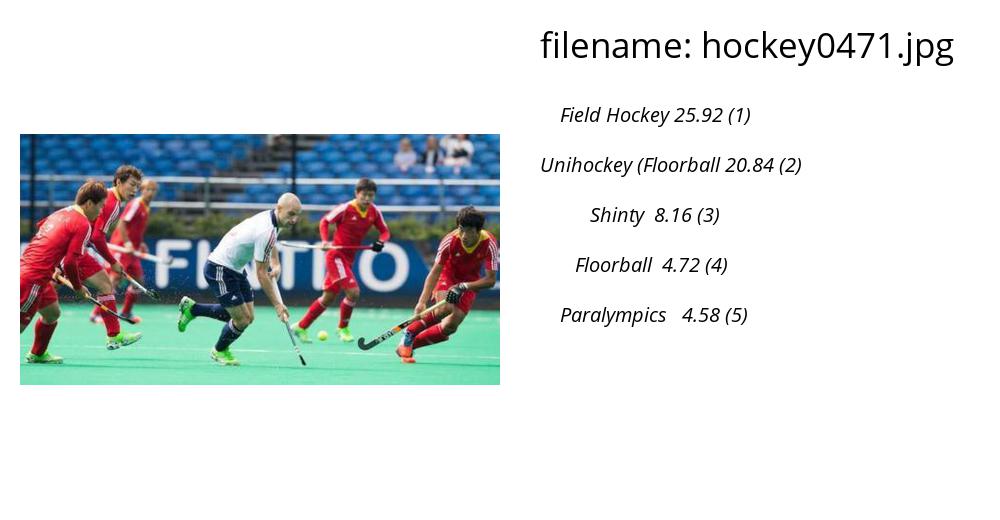 filename: hockey0471.jpg
Field Hockey 25.92 (1)
Unihockey (Floorball 20.84 (2)
Shinty 8.16 (3)
Floorball 4.72 (4)
Paralympics 4.58 (5)